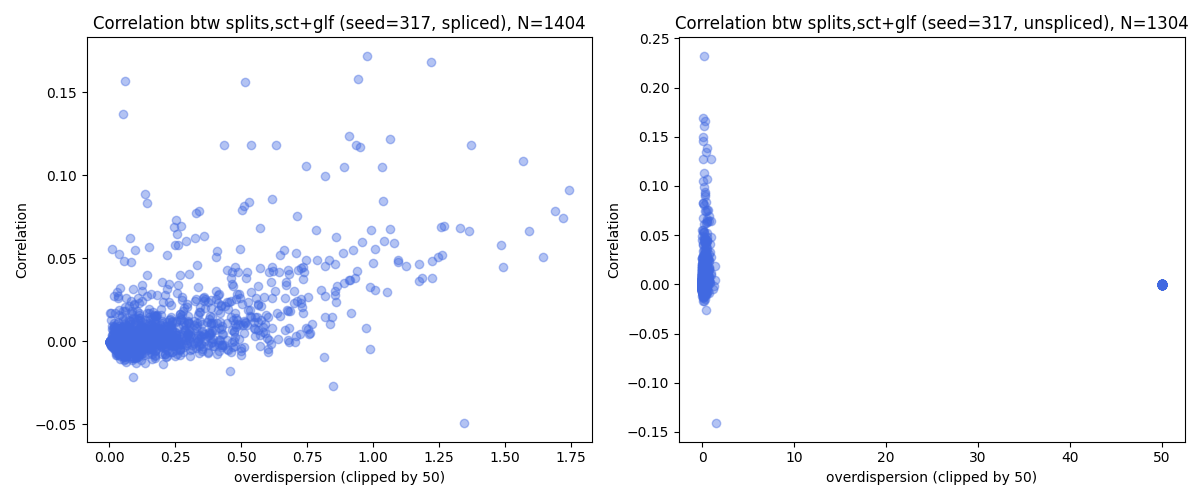 Correlation btw splits,sct+glf (seed=317, spliced), N=1404
Correlation
0.15
0.10
0.05
0.00
−0.05
0.00 0.25 0.50 0.75 1.00 1.25 1.50 1.75
overdispersion (clipped by 50)
Correlation btw splits,sct+glf (seed=317, unspliced), N=1304
Correlation
0.25
0.20
0.15
0.10
0.05
0.00
−0.05
−0.10
−0.15
0 10 20 30 40 50
overdispersion (clipped by 50)